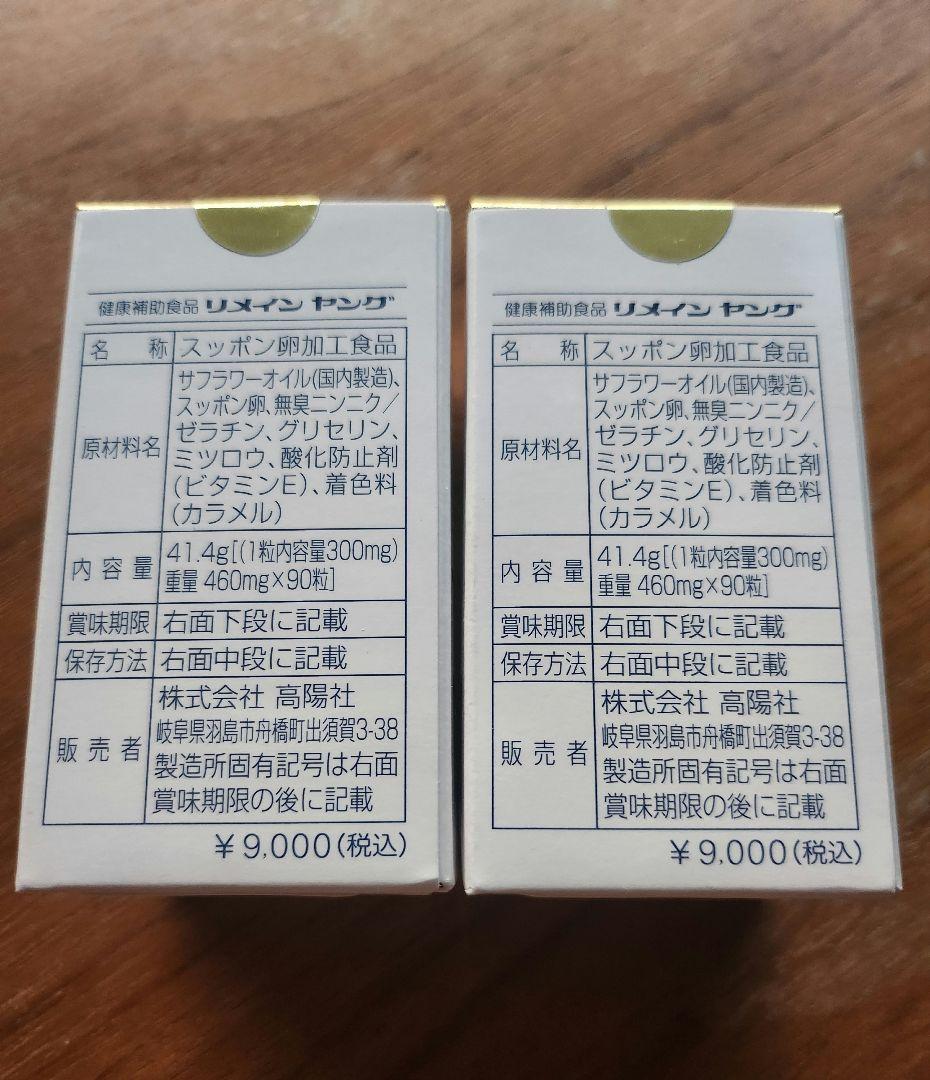 健康補助食品 リメイン ヤング
名称 スッポン卵加工食品
原材料名 サフラワーオイル(国内製造)、
スッポン卵、無臭ニンニク／
ゼラチン、グリセリン、
ミツロウ、酸化防止剤
(ビタミンE)、着色料
(カラメル)
内容量 41.4g[(1粒内容量300mg)
重量 460mg×90粒]
賞味期限 右面下段に記載
保存方法 右面中段に記載
販売者 株式会社 高陽社
岐阜県羽島市舟橋町出須賀3-38
製造所固有記号は右面
賞味期限の後に記載
￥9,000(税込)
健康補助食品 リメイン ヤング
名称 スッポン卵加工食品
原材料名 サフラワーオイル(国内製造)、
スッポン卵、無臭ニンニク／
ゼラチン、グリセリン、
ミツロウ、酸化防止剤
(ビタミンE)、着色料
(カラメル)
内容量 41.4g[(1粒内容量300mg)
重量 460mg×90粒]
賞味期限 右面下段に記載
保存方法 右面中段に記載
販売者 株式会社 高陽社
岐阜県羽島市舟橋町出須賀3-38
製造所固有記号は右面
賞味期限の後に記載
￥9,000(税込)